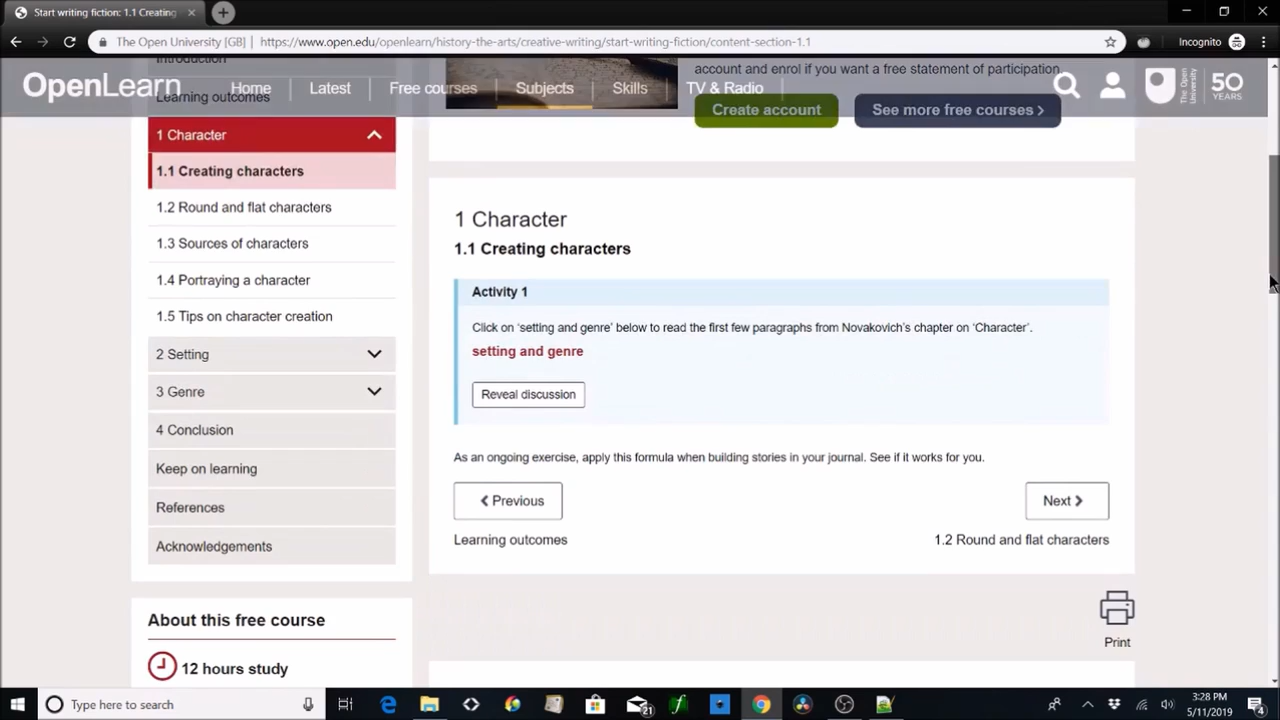 Start writing fiction: 1.1 Creating
The Open University [GB] | https://www.open.edu/openlearn/history-the-arts/creative-writing/start-writing-fiction/content-section-1.1
Incognito
Introduction
account and enrol if you want a free statement of participation.
OpenLearn
Home
Latest
Free courses
Subjects
Skills
TV & Radio
The Open University
50 YEARS
Learning outcomes
Create account
See more free courses
1 Character
1.1 Creating characters
1.2 Round and flat characters
1.3 Sources of characters
1.4 Portraying a character
1.5 Tips on character creation
2 Setting
3 Genre
4 Conclusion
Keep on learning
References
Acknowledgements
About this free course
12 hours study
1 Character
1.1 Creating characters
Activity 1
Click on ‘setting and genre’ below to read the first few paragraphs from Novakovich’s chapter on ‘Character’.
setting and genre
Reveal discussion
As an ongoing exercise, apply this formula when building stories in your journal. See if it works for you.
Previous
Next
Learning outcomes
1.2 Round and flat characters
Print
Type here to search
21
3:28 PM
5/11/2019
4